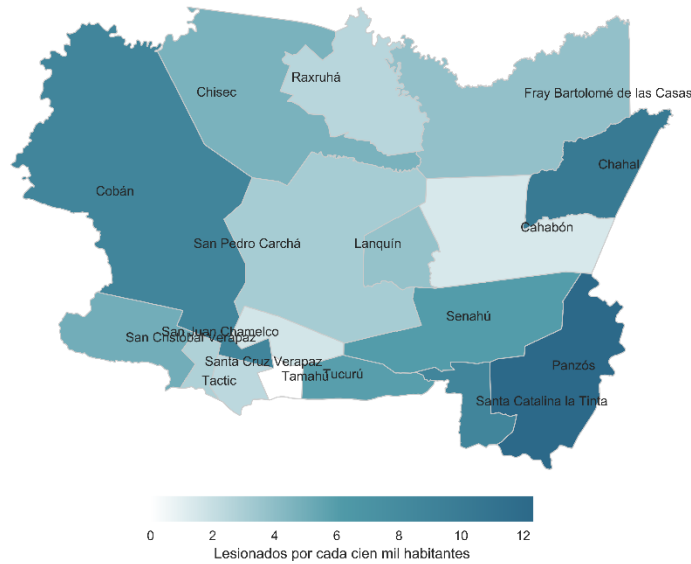 Raxruhá
Chisec
Fray Bartolomé de las Casas
Chahal
Cobán
Cahabón
San Pedro Carchá
Lanquín
Senahú
San Juan Chamelco
San Cristóbal Verapaz
Santa Cruz Verapaz
Panzós
Tactic
Tamahú
Tucurú
Santa Catalina la Tinta
0 2 4 6 8 10 12
Lesionados por cada cien mil habitantes